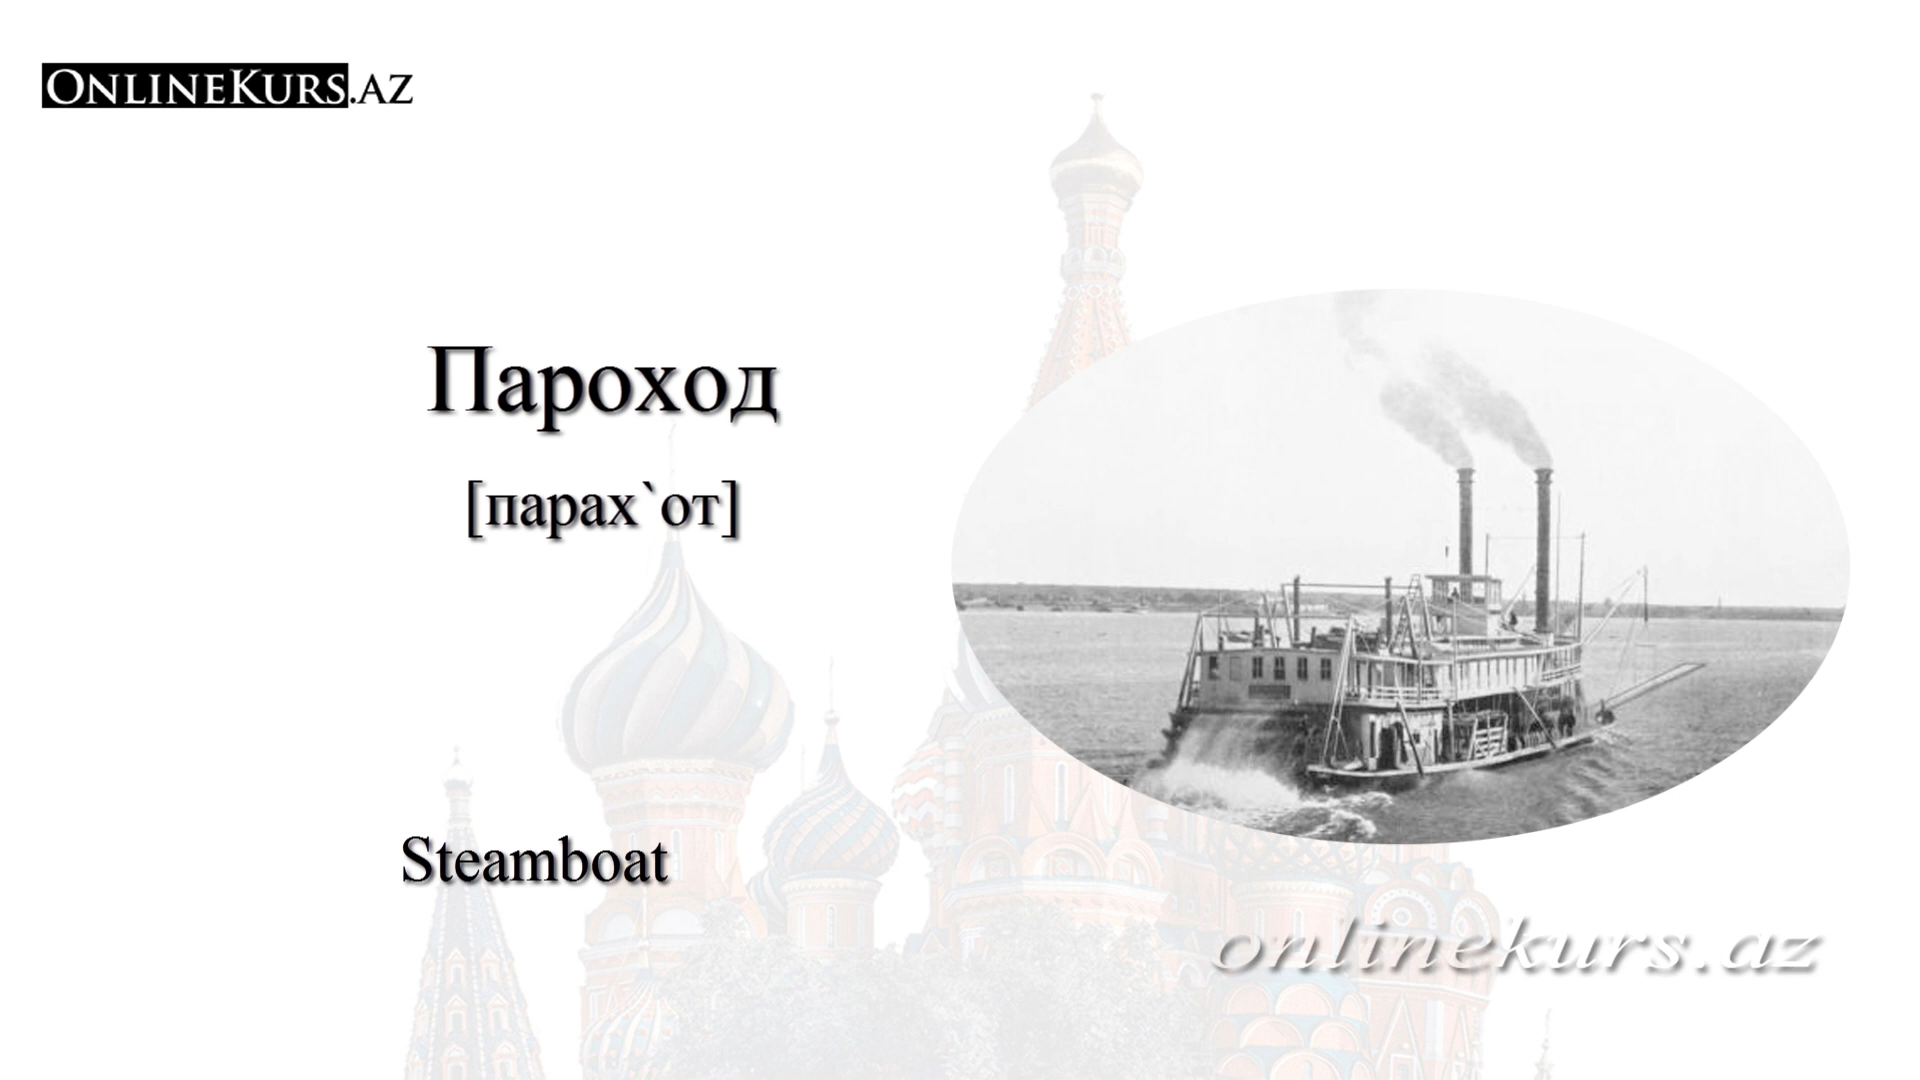 OnlineKurs.az
Пароход
[парах`от]
Steamboat
onlinekurs.az